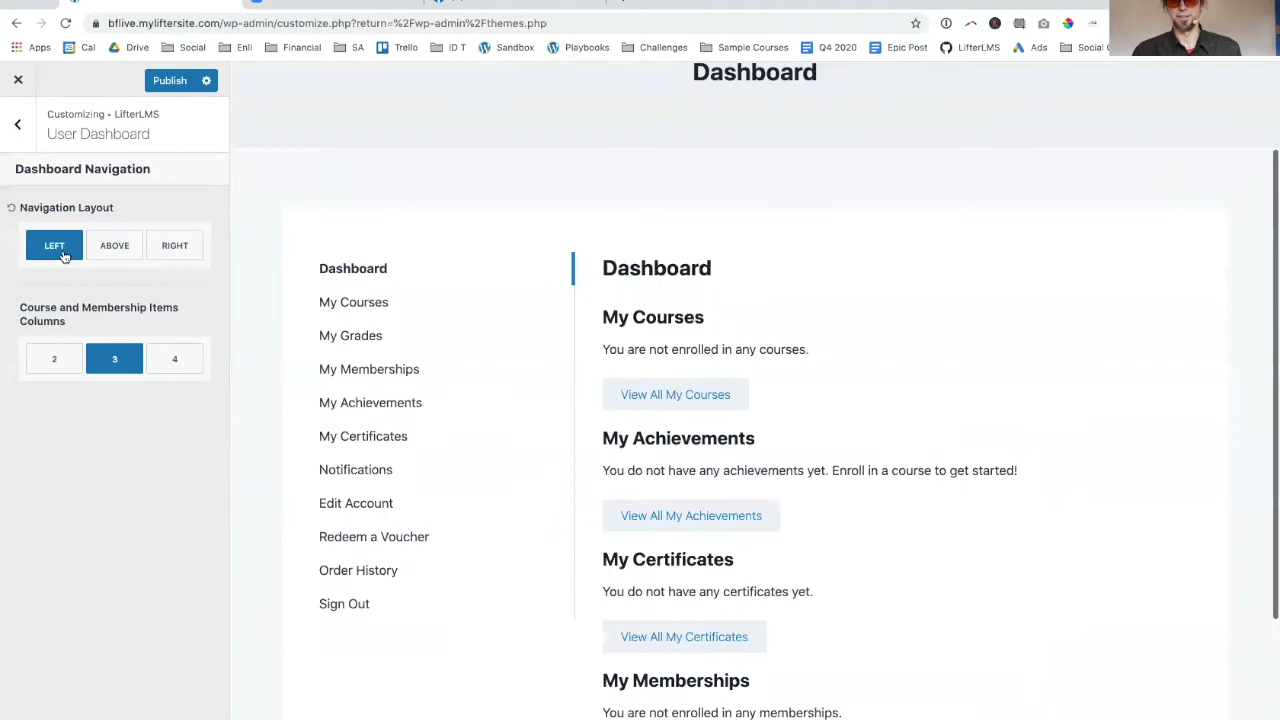 bflive.myliftersite.com/wp-admin/customize.php?return=%2Fwp-admin%2Fthemes.php
Apps Cal Drive Social Enli Financial SA Trello ID T Sandbox Playbooks Challenges Sample Courses Q4 2020 Epic Post LifterLMS Ads Social
Publish
Customizing ▸ LifterLMS
User Dashboard
Dashboard Navigation
Navigation Layout
LEFT ABOVE RIGHT
Course and Membership Items
Columns
2 3 4
Dashboard
Dashboard
My Courses
My Grades
My Memberships
My Achievements
My Certificates
Notifications
Edit Account
Redeem a Voucher
Order History
Sign Out
Dashboard
My Courses
You are not enrolled in any courses.
View All My Courses
My Achievements
You do not have any achievements yet. Enroll in a course to get started!
View All My Achievements
My Certificates
You do not have any certificates yet.
View All My Certificates
My Memberships
You are not enrolled in any memberships.